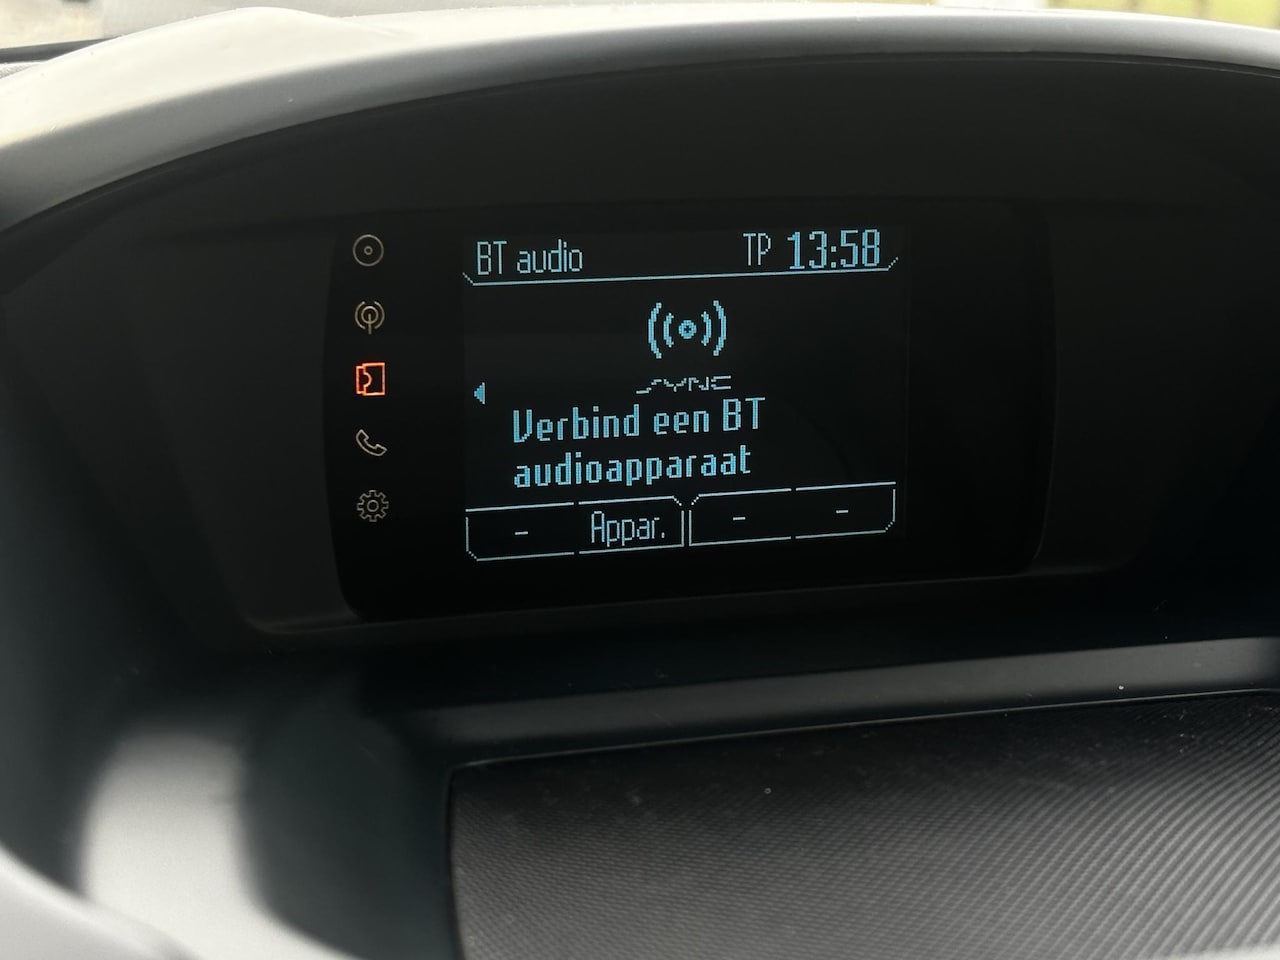 BT audio TP 13:58
SYNC
Verbind een BT
audioapparaat
- Appar. - -